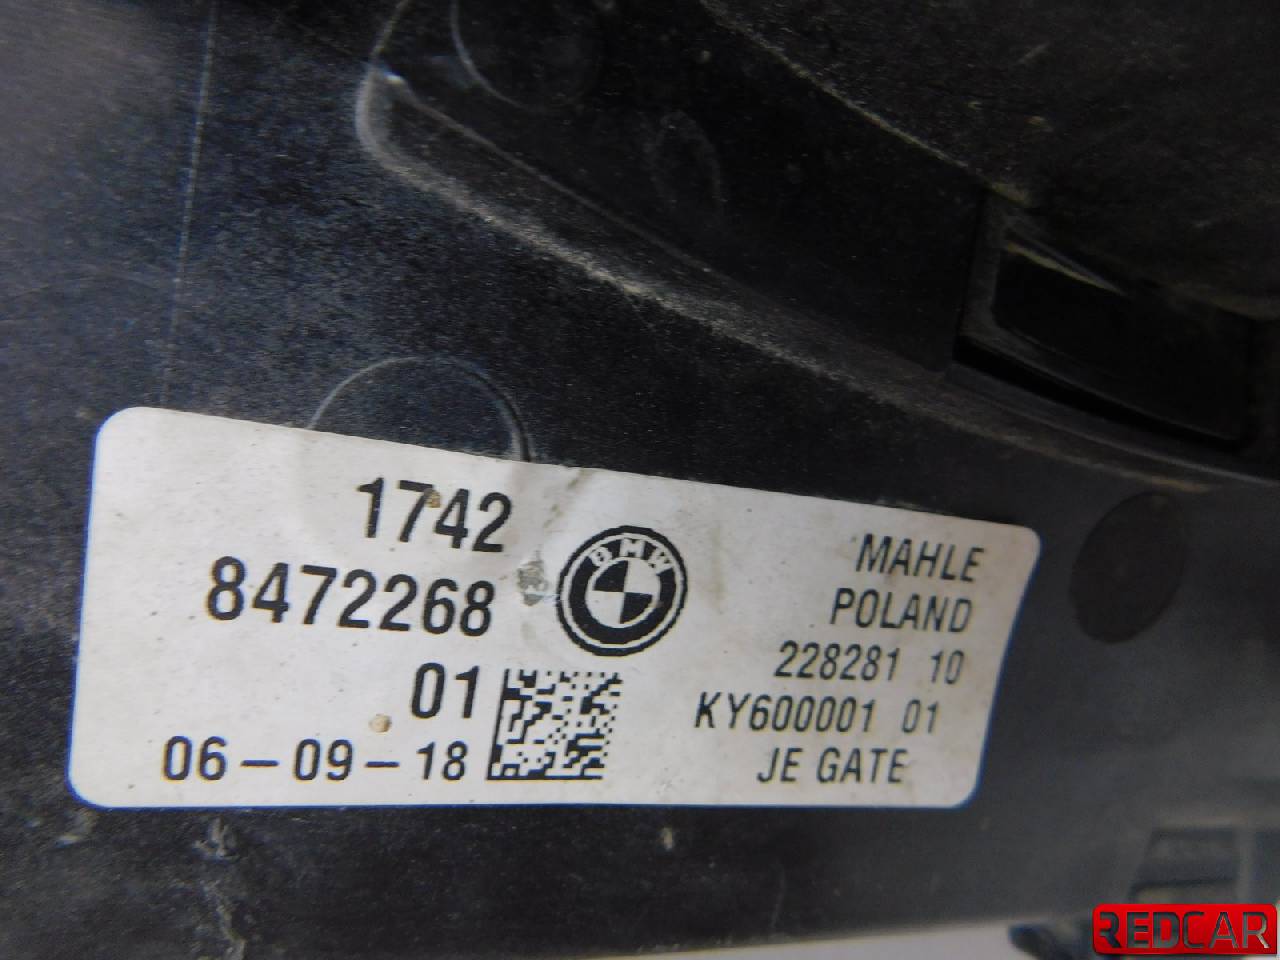 1742
8472268
01
06-09-18
BMW
MAHLE
POLAND
228281 10
KY600001 01
JE GATE
REDCAR